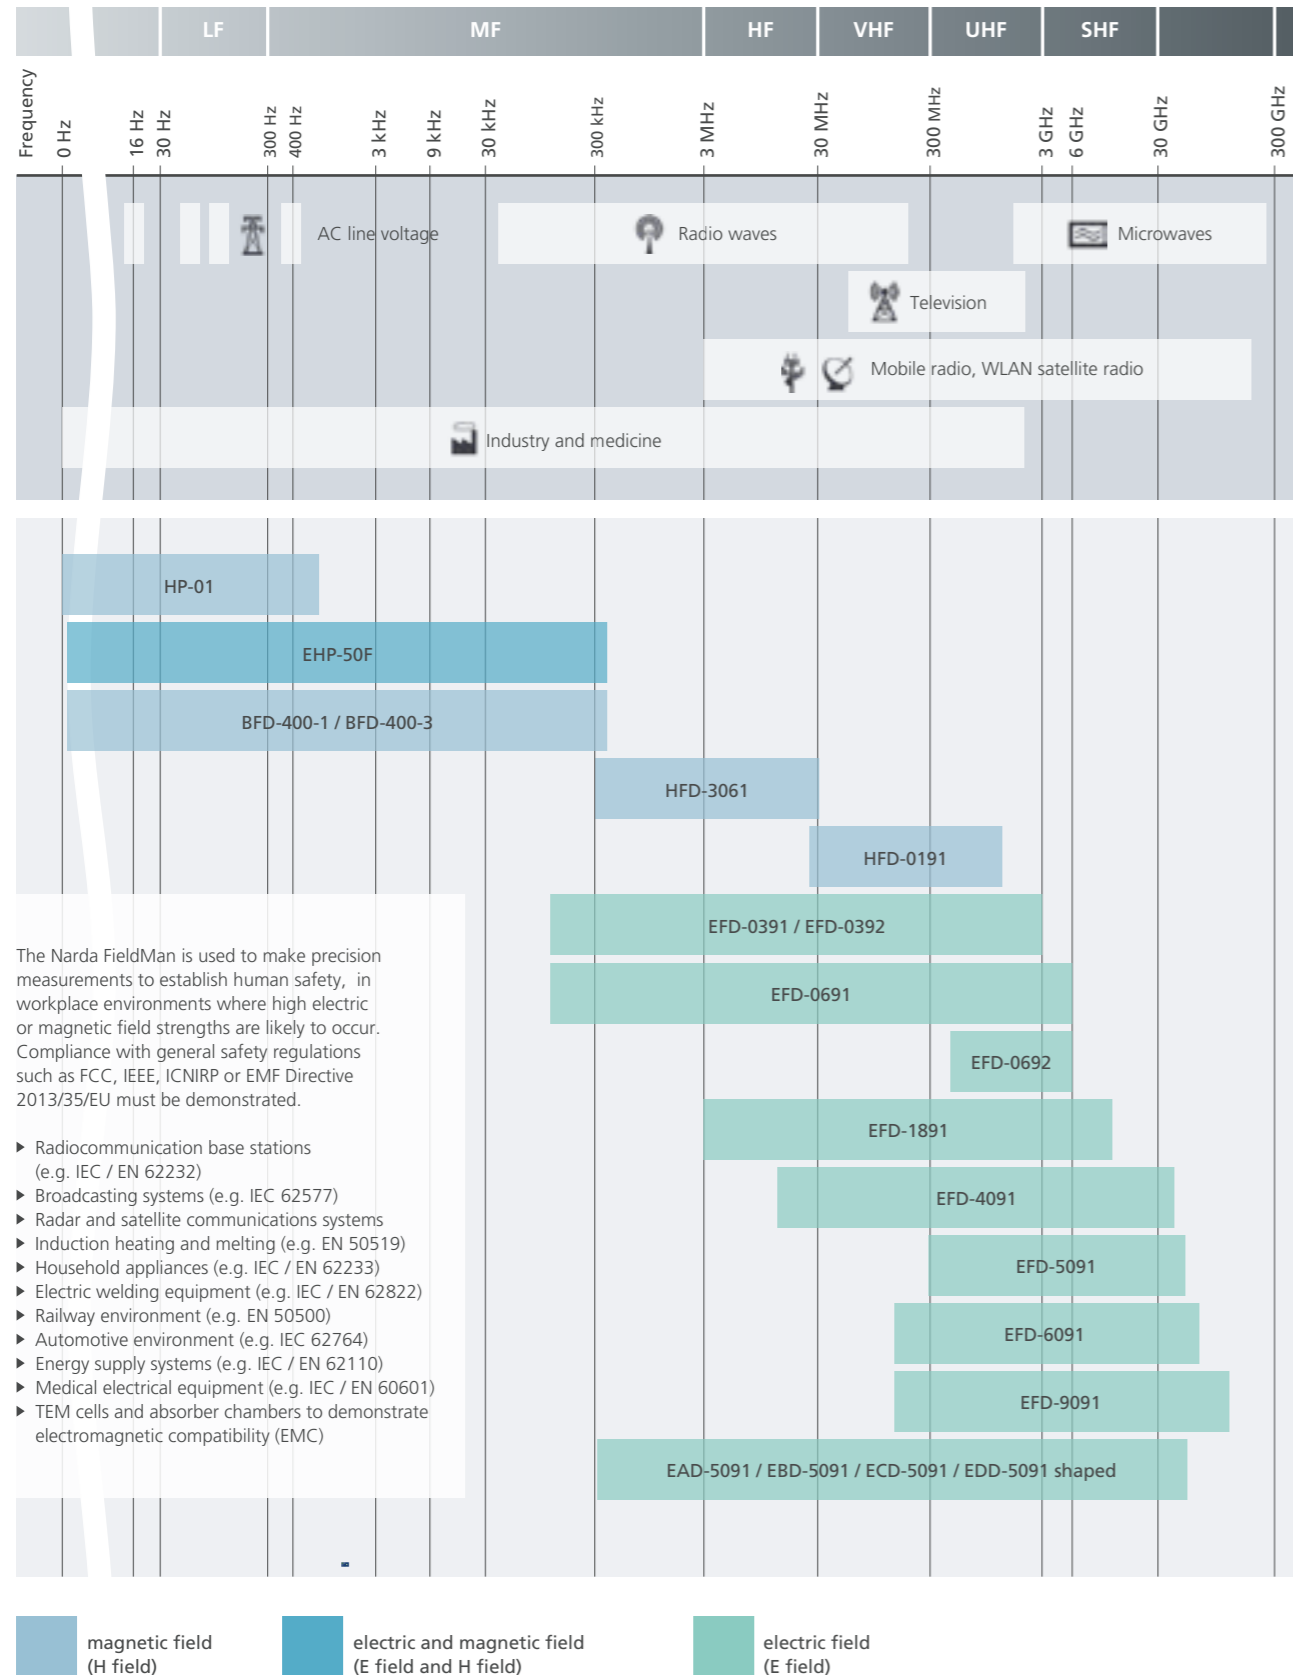 LF MF HF VHF UHF SHF
Frequency
0 Hz
16 Hz
30 Hz
300 Hz
400 Hz
3 kHz
9 kHz
30 kHz
300 kHz
3 MHz
30 MHz
300 MHz
3 GHz
6 GHz
30 GHz
300 GHz
AC line voltage
Radio waves
Microwaves
Television
Mobile radio, WLAN satellite radio
Industry and medicine
HP-01
EHP-50F
BFD-400-1 / BFD-400-3
HFD-3061
HFD-0191
EFD-0391 / EFD-0392
EFD-0691
EFD-0692
EFD-1891
EFD-4091
EFD-5091
EFD-6091
EFD-9091
EAD-5091 / EBD-5091 / ECD-5091 / EDD-5091 shaped
The Narda FieldMan is used to make precision
measurements to establish human safety, in
workplace environments where high electric
or magnetic field strengths are likely to occur.
Compliance with general safety regulations
such as FCC, IEEE, ICNIRP or EMF Directive
2013/35/EU must be demonstrated.
▶ Radiocommunication base stations
(e.g. IEC / EN 62232)
▶ Broadcasting systems (e.g. IEC 62577)
▶ Radar and satellite communications systems
▶ Induction heating and melting (e.g. EN 50519)
▶ Household appliances (e.g. IEC / EN 62233)
▶ Electric welding equipment (e.g. IEC / EN 62822)
▶ Railway environment (e.g. EN 50500)
▶ Automotive environment (e.g. IEC 62764)
▶ Energy supply systems (e.g. IEC / EN 62110)
▶ Medical electrical equipment (e.g. IEC / EN 60601)
▶ TEM cells and absorber chambers to demonstrate
electromagnetic compatibility (EMC)
magnetic field
(H field)
electric and magnetic field
(E field and H field)
electric field
(E field)